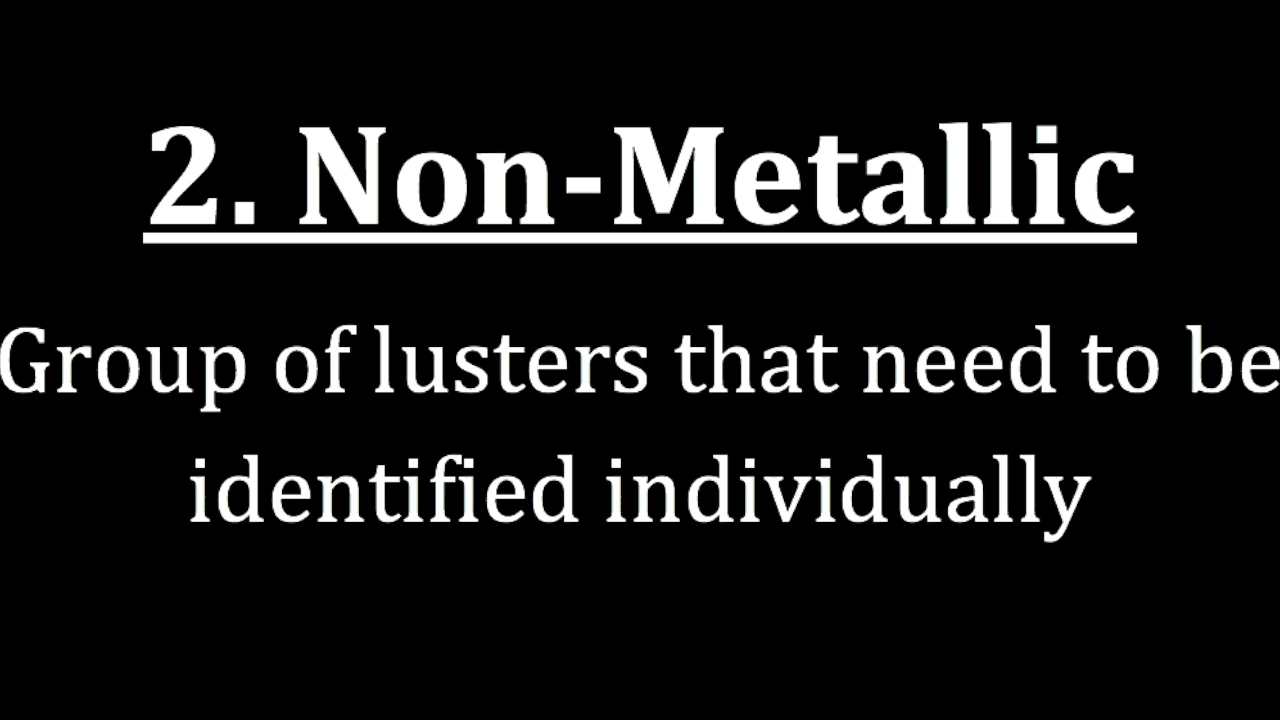 2. Non-Metallic
Group of lusters that need to be
identified individually